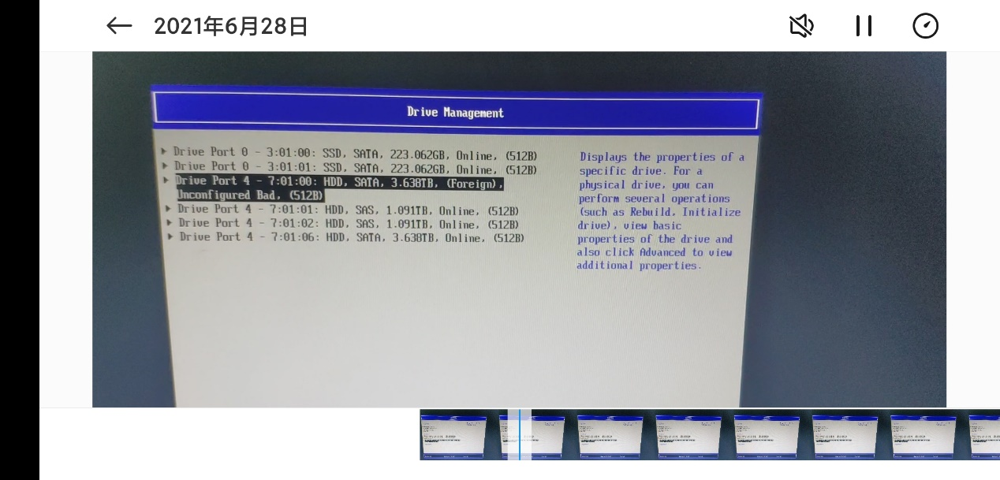 2021年6月28日
Drive Management
Drive Port 0 - 3:01:00: SSD, SATA, 223.062GB, Online, (512B)
Drive Port 0 - 3:01:01: SSD, SATA, 223.062GB, Online, (512B)
Drive Port 4 - 7:01:00: HDD, SATA, 3.638TB, (Foreign),
Unconfigured Bad, (512B)
Drive Port 4 - 7:01:01: HDD, SAS, 1.091TB, Online, (512B)
Drive Port 4 - 7:01:02: HDD, SAS, 1.091TB, Online, (512B)
Drive Port 4 - 7:01:06: HDD, SATA, 3.638TB, Online, (512B)
Displays the properties of a
specific drive. For a
physical drive, you can
perform several operations
(such as Rebuild, Initialize
drive), view basic
properties of the drive and
also click Advanced to view
additional properties.